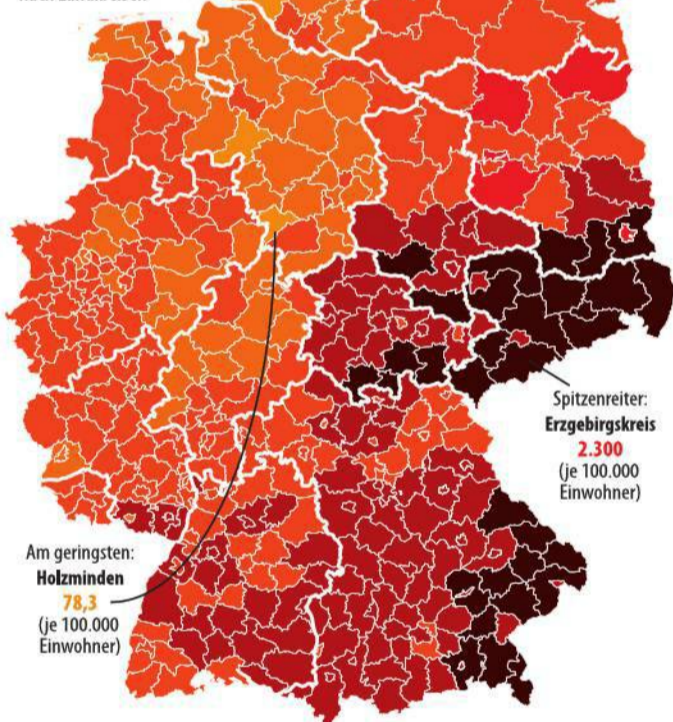 Spitzenreiter:
Erzgebirgskreis
2.300
(je 100.000
Einwohner)
Am geringsten:
Holzminden
78,3
(je 100.000
Einwohner)